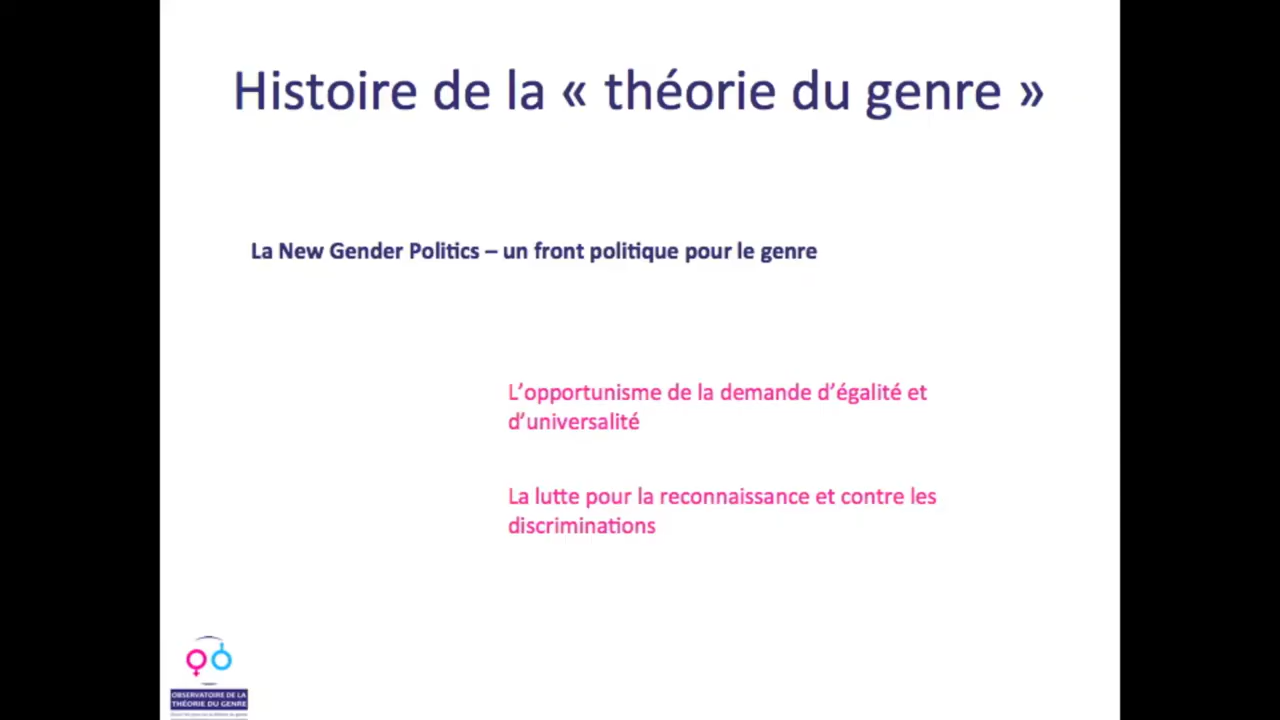 Histoire de la « théorie du genre »
La New Gender Politics – un front politique pour le genre
L’opportunisme de la demande d’égalité et
d’universalité
La lutte pour la reconnaissance et contre les
discriminations
OBSERVATOIRE DE LA
THÉORIE DU GENRE